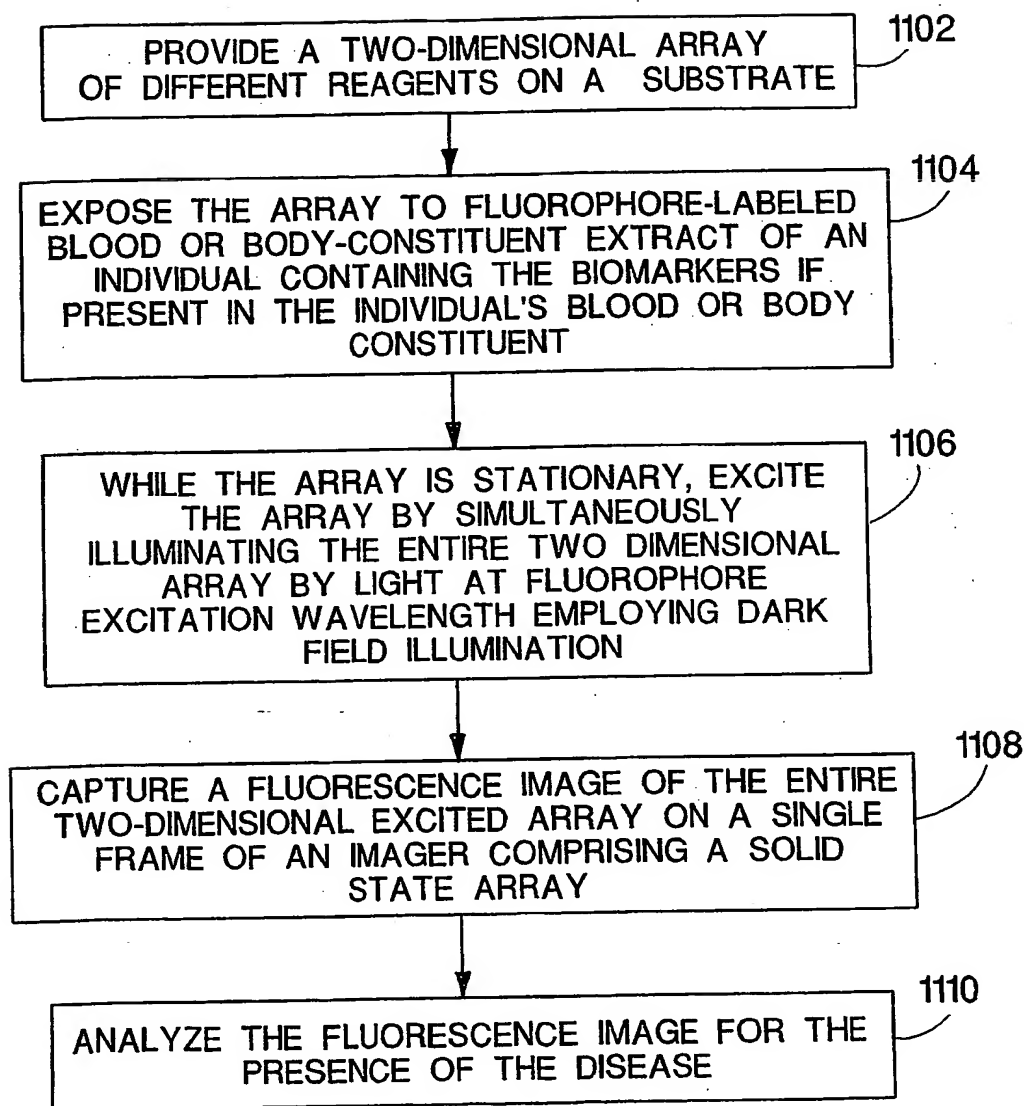 1102
PROVIDE A TWO-DIMENSIONAL ARRAY
OF DIFFERENT REAGENTS ON A SUBSTRATE
1104
EXPOSE THE ARRAY TO FLUOROPHORE-LABELED
BLOOD OR BODY-CONSTITUENT EXTRACT OF AN
INDIVIDUAL CONTAINING THE BIOMARKERS IF
PRESENT IN THE INDIVIDUAL'S BLOOD OR BODY
CONSTITUENT
1106
WHILE THE ARRAY IS STATIONARY, EXCITE
THE ARRAY BY SIMULTANEOUSLY
ILLUMINATING THE ENTIRE TWO DIMENSIONAL
ARRAY BY LIGHT AT FLUOROPHORE
EXCITATION WAVELENGTH EMPLOYING DARK
FIELD ILLUMINATION
1108
CAPTURE A FLUORESCENCE IMAGE OF THE ENTIRE
TWO-DIMENSIONAL EXCITED ARRAY ON A SINGLE
FRAME OF AN IMAGER COMPRISING A SOLID
STATE ARRAY
1110
ANALYZE THE FLUORESCENCE IMAGE FOR THE
PRESENCE OF THE DISEASE